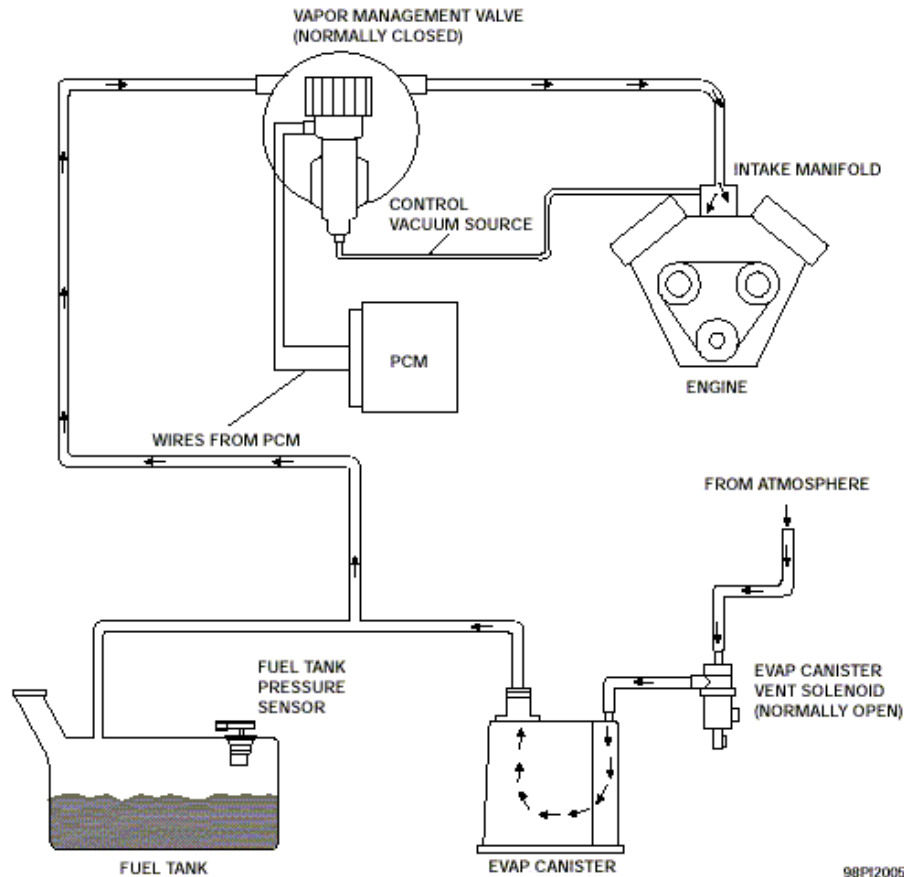 VAPOR MANAGEMENT VALVE
(NORMALLY CLOSED)
INTAKE MANIFOLD
CONTROL
VACUUM SOURCE
PCM
ENGINE
WIRES FROM PCM
FROM ATMOSPHERE
FUEL TANK
PRESSURE
SENSOR
EVAP CANISTER
VENT SOLENOID
(NORMALLY OPEN)
FUEL TANK
EVAP CANISTER
98PI2005